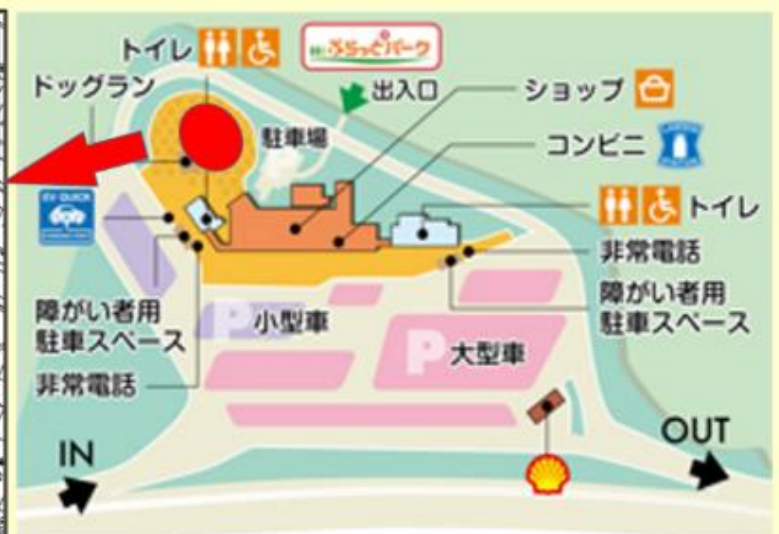 トイレ
ぷらっとパーク
ドッグラン
出入口
ショップ
駐車場
コンビニ
EV QUICK
トイレ
非常電話
障がい者用
駐車スペース
障がい者用
駐車スペース
P 小型車
P 大型車
非常電話
IN
OUT